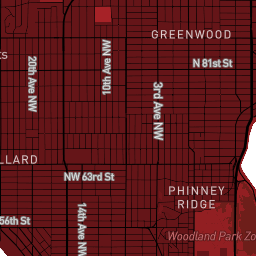 GREENWOOD
ts
N 81st St
20th Ave NW
10th Ave NW
3rd Ave NW
LLARD
NW 63rd St
PHINNEY
RIDGE
14th Ave NW
56th St
Woodland Park Zo